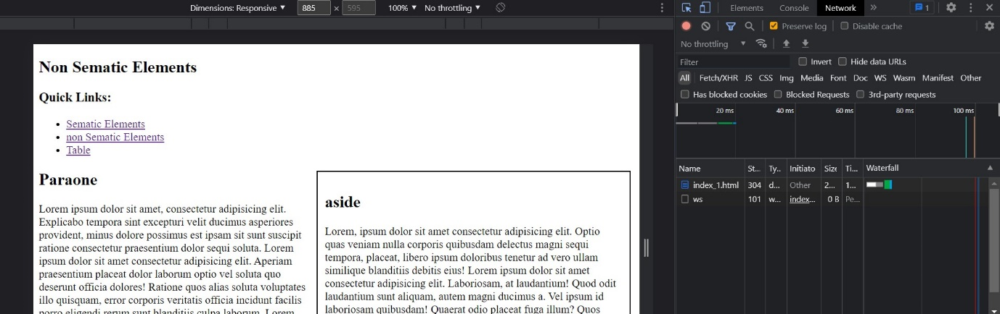 Dimensions: Responsive ▼ 885 × 595 100% ▼ No throttling ▼
Non Sematic Elements
Quick Links:
• Sematic Elements
• non Sematic Elements
• Table
Paraone
Lorem ipsum dolor sit amet, consectetur adipisicing elit.
Explicabo tempora sint excepturi velit ducimus asperiores
provident, minus dolore possimus est ipsam sit sunt suscipit
ratione consectetur praesentium dolor sequi soluta. Lorem
ipsum dolor sit amet consectetur adipisicing elit. Aperiam
praesentium placeat dolor laborum optio vel soluta quo
deserunt officia dolores! Ratione quos alias soluta voluptates
illo quisquam, error corporis veritatis officia incidunt facilis
porro eligendi rerum sunt blanditiis culpa laborum. Lorem
aside
Lorem, ipsum dolor sit amet consectetur adipisicing elit. Optio
quas veniam nulla corporis quibusdam delectus magni sequi
tempora, placeat, libero ipsum doloribus tenetur ad vero ullam
similique blanditiis debitis eius! Lorem ipsum dolor sit amet
consectetur adipisicing elit. Laboriosam, at laudantium! Quod odit
laudantium sunt aliquam, autem magni ducimus a. Vel ipsum id
laboriosam quibusdam! Quaerat odio placeat fuga illum? Quos
Elements Console Network » 1
Preserve log Disable cache
No throttling ▼
Filter Invert Hide data URLs
All Fetch/XHR JS CSS Img Media Font Doc WS Wasm Manifest Other
Has blocked cookies Blocked Requests 3rd-party requests
20 ms 40 ms 60 ms 80 ms 100 ms
Name St... Ty.. Initiato Size Ti... Waterfall
index_1.html 304 d... Other 2... 1...
ws 101 w... index... 0 B Pe...